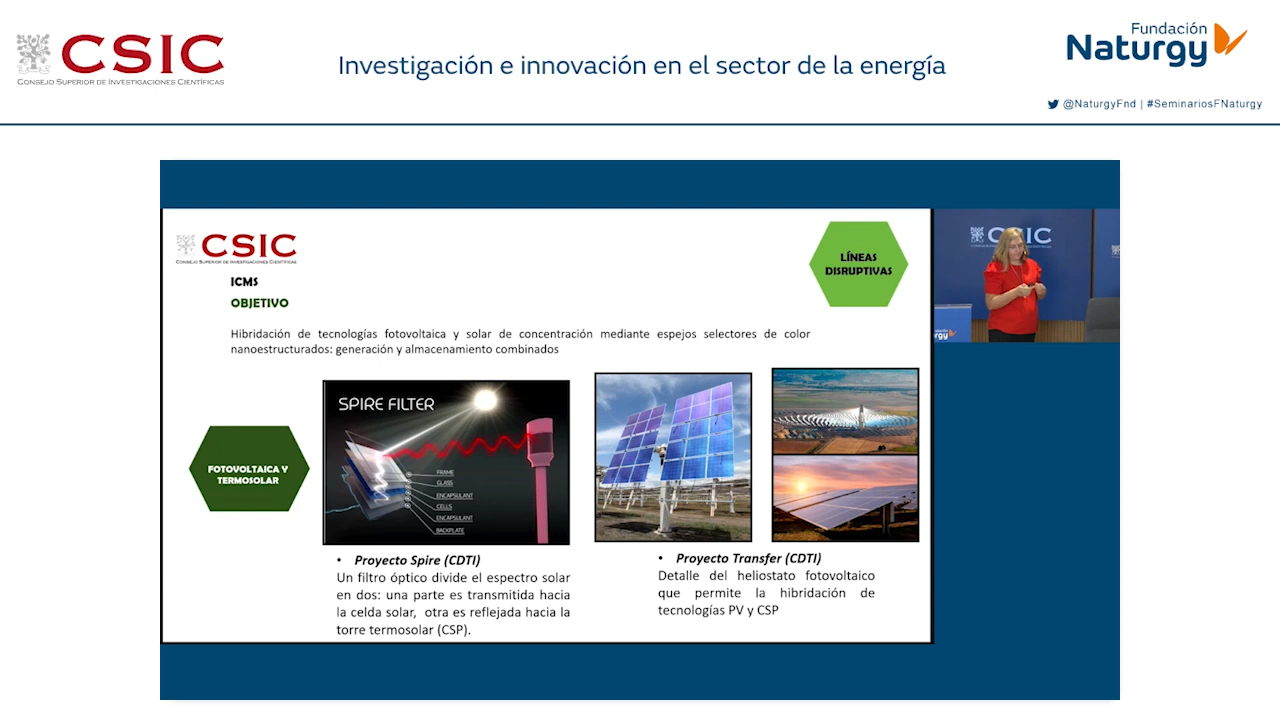 CSIC
CONSEJO SUPERIOR DE INVESTIGACIONES CIENTÍFICAS
Investigación e innovación en el sector de la energía
Fundación
Naturgy
@NaturgyFnd | #SeminariosFNaturgy
CSIC
CONSEJO SUPERIOR DE INVESTIGACIONES CIENTÍFICAS
LÍNEAS
DISRUPTIVAS
ICMS
OBJETIVO
Hibridación de tecnologías fotovoltaica y solar de concentración mediante espejos selectores de color
nanoestructurados: generación y almacenamiento combinados
FOTOVOLTAICA Y
TERMOSOLAR
SPIRE FILTER
FRAME
GLASS
ENCAPSULANT
CELLS
ENCAPSULANT
BACKPLATE
• Proyecto Spire (CDTI)
Un filtro óptico divide el espectro solar
en dos: una parte es transmitida hacia
la celda solar, otra es reflejada hacia la
torre termosolar (CSP).
• Proyecto Transfer (CDTI)
Detalle del heliostato fotovoltaico
que permite la hibridación de
tecnologías PV y CSP
CSIC